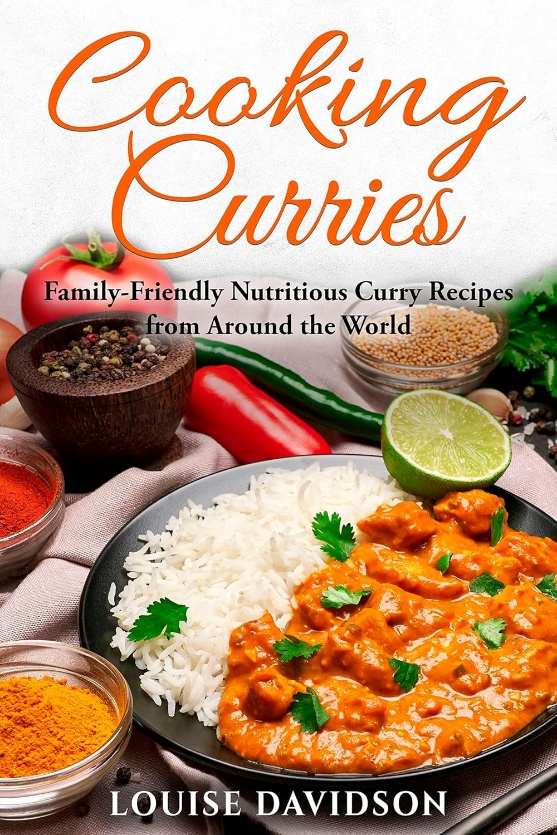 Cooking
Curries
Family-Friendly Nutritious Curry Recipes
from Around the World
LOUISE DAVIDSON